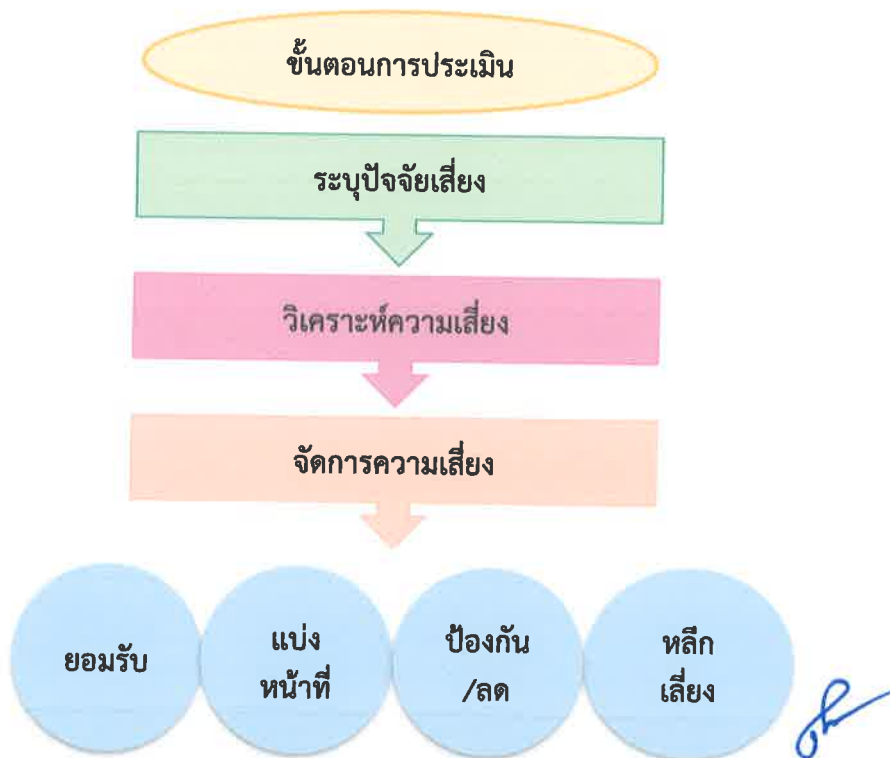 ขั้นตอนการประเมิน
ระบุปัจจัยเสี่ยง
วิเคราะห์ความเสี่ยง
จัดการความเสี่ยง
ยอมรับ
แบ่ง
หน้าที่
ป้องกัน
/ลด
หลีก
เลี่ยง